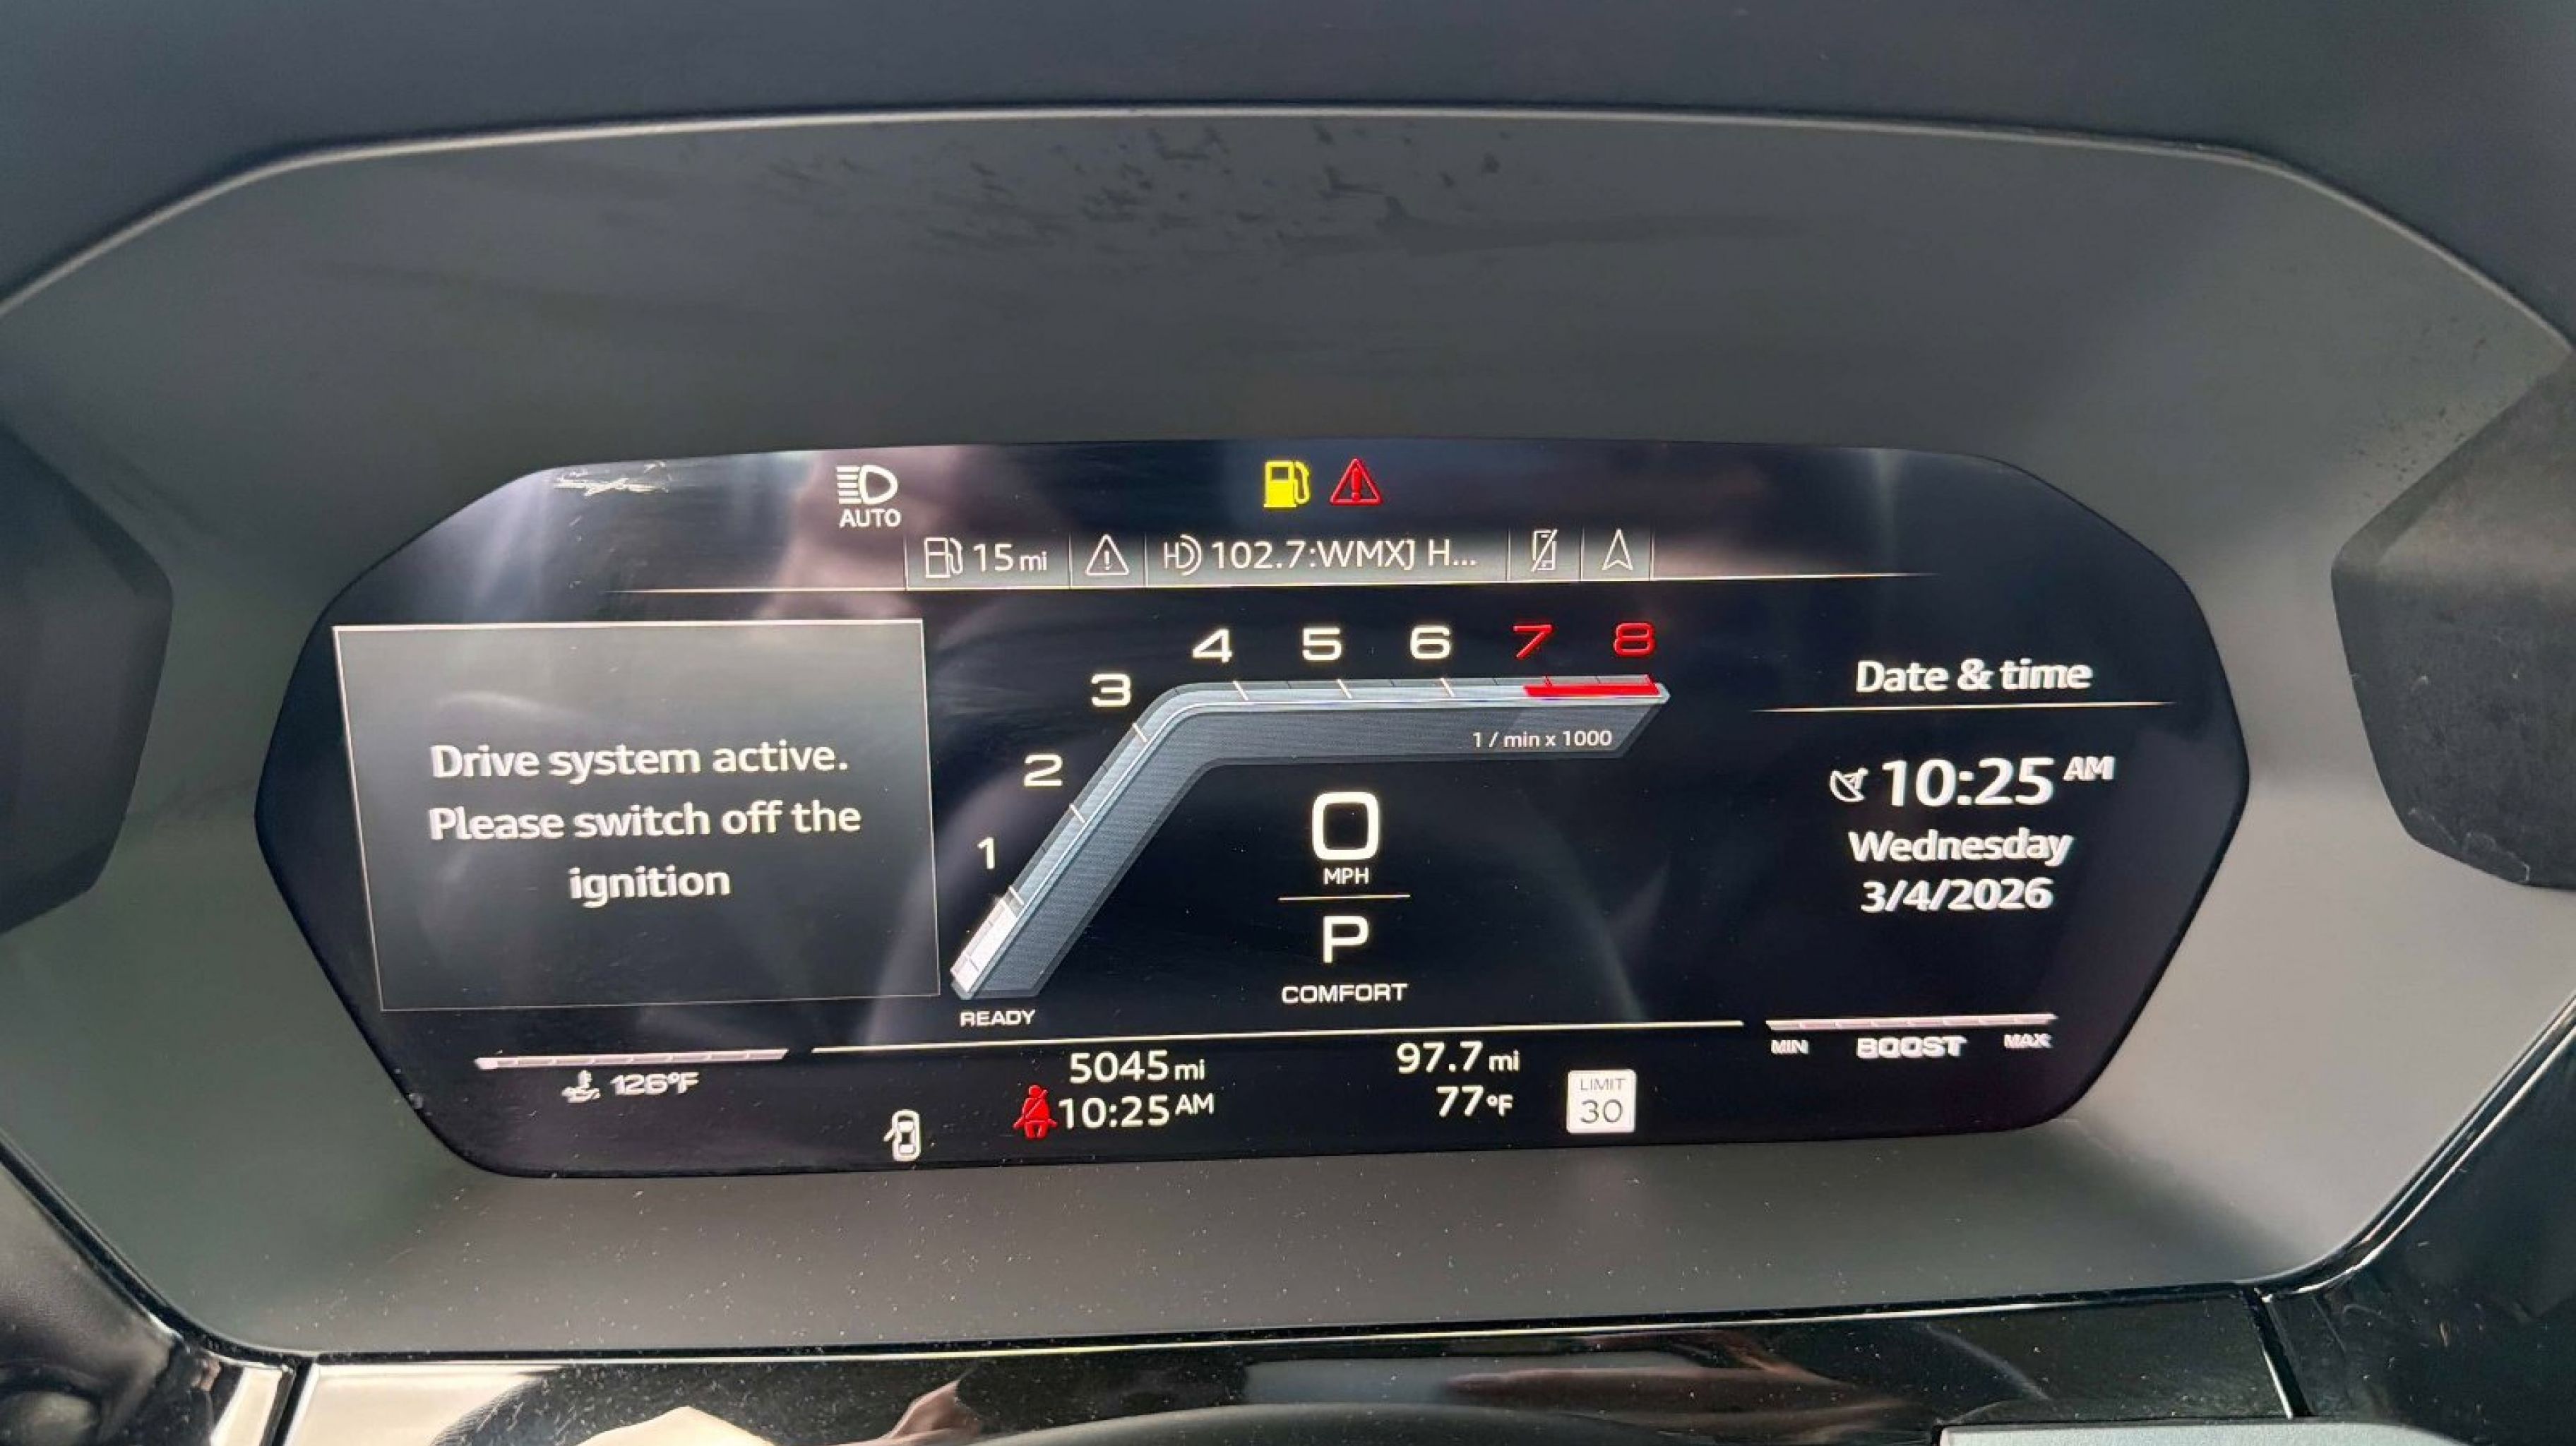 AUTO
15 mi
HD 102.7:WMXJ H...
Drive system active.
Please switch off the
ignition
1
2
3
4
5
6
7
8
1 / min x 1000
0
MPH
P
COMFORT
READY
Date & time
10:25 AM
Wednesday
3/4/2026
126°F
5045 mi
10:25 AM
97.7 mi
77°F
LIMIT
30
MIN BOOST MAX